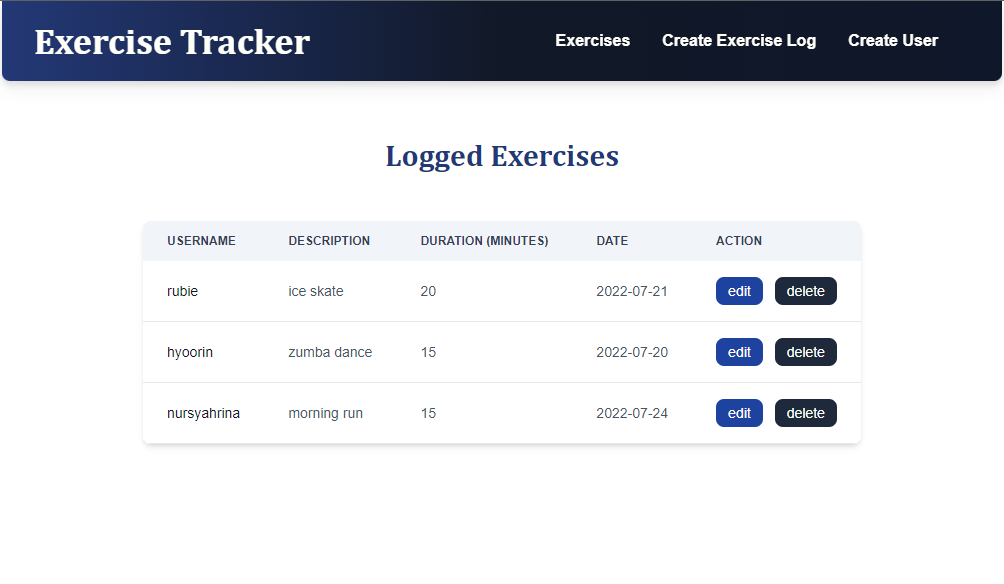 Exercise Tracker Exercises Create Exercise Log Create User
Logged Exercises
USERNAME DESCRIPTION DURATION (MINUTES) DATE ACTION
rubie ice skate 20 2022-07-21 edit delete
hyoorin zumba dance 15 2022-07-20 edit delete
nursyahrina morning run 15 2022-07-24 edit delete